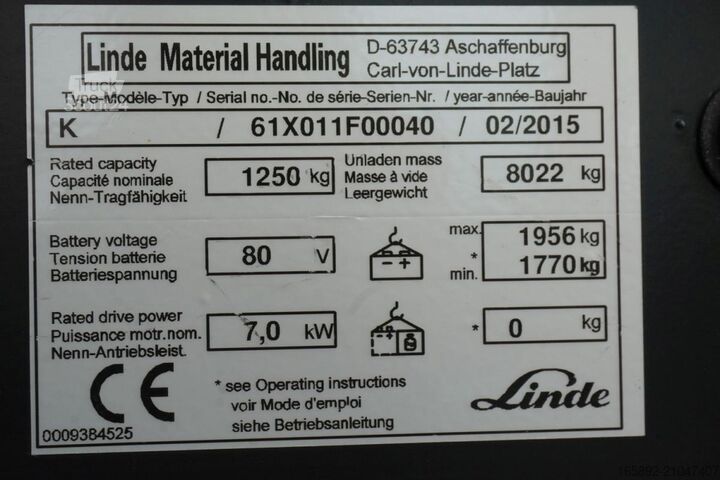 Linde Material Handling
D-63743 Aschaffenburg
Carl-von-Linde-Platz
Truck
Scout24
Type-Modèle-Typ / Serial no.-No. de série-Serien-Nr. / year-année-Baujahr
K / 61X011F00040 / 02/2015
Rated capacity
Capacité nominale
Nenn-Tragfähigkeit
1250 kg
Unladen mass
Masse à vide
Leergewicht
8022 kg
Battery voltage
Tension batterie
Batteriespannung
80 V
- +
max. 1956 kg
*
min. 1770 kg
Rated drive power
Puissance motr.nom.
Nenn-Antriebsleist.
7,0 kW
- +
* 0 kg
CE
0009384525
* see Operating instructions
voir Mode d'emploi
siehe Betriebsanleitung
Linde
165892-21047407